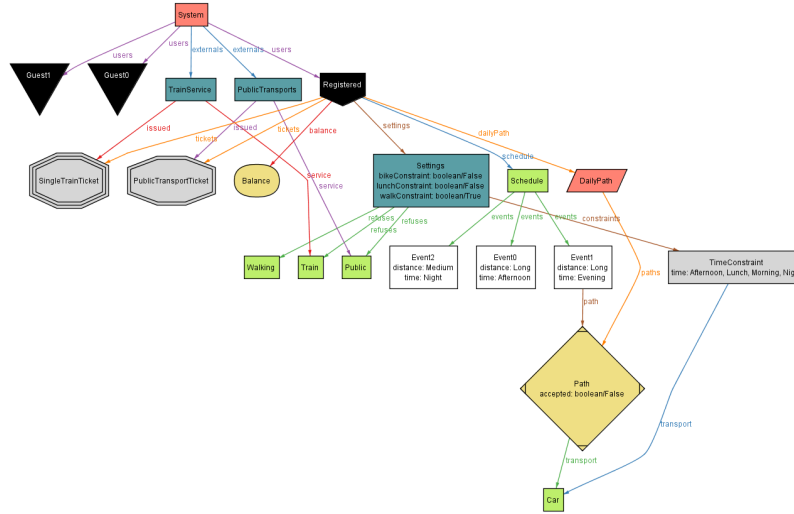 System
users
users
externals
externals
users
Guest1
Guest0
TrainService
PublicTransports
Registered
issued
tickets
issued
tickets
balance
settings
dailyPath
schedule
service
service
SingleTrainTicket
PublicTransportTicket
Balance
Settings
bikeConstraint: boolean/False
lunchConstraint: boolean/False
walkConstraint: boolean/True
Schedule
DailyPath
refuses
refuses
refuses
events
events
events
constraints
Walking
Train
Public
Event2
distance: Medium
time: Night
Event0
distance: Long
time: Afternoon
Event1
distance: Long
time: Evening
TimeConstraint
time: Afternoon, Lunch, Morning, Nig
path
paths
Path
accepted: boolean/False
transport
transport
Car